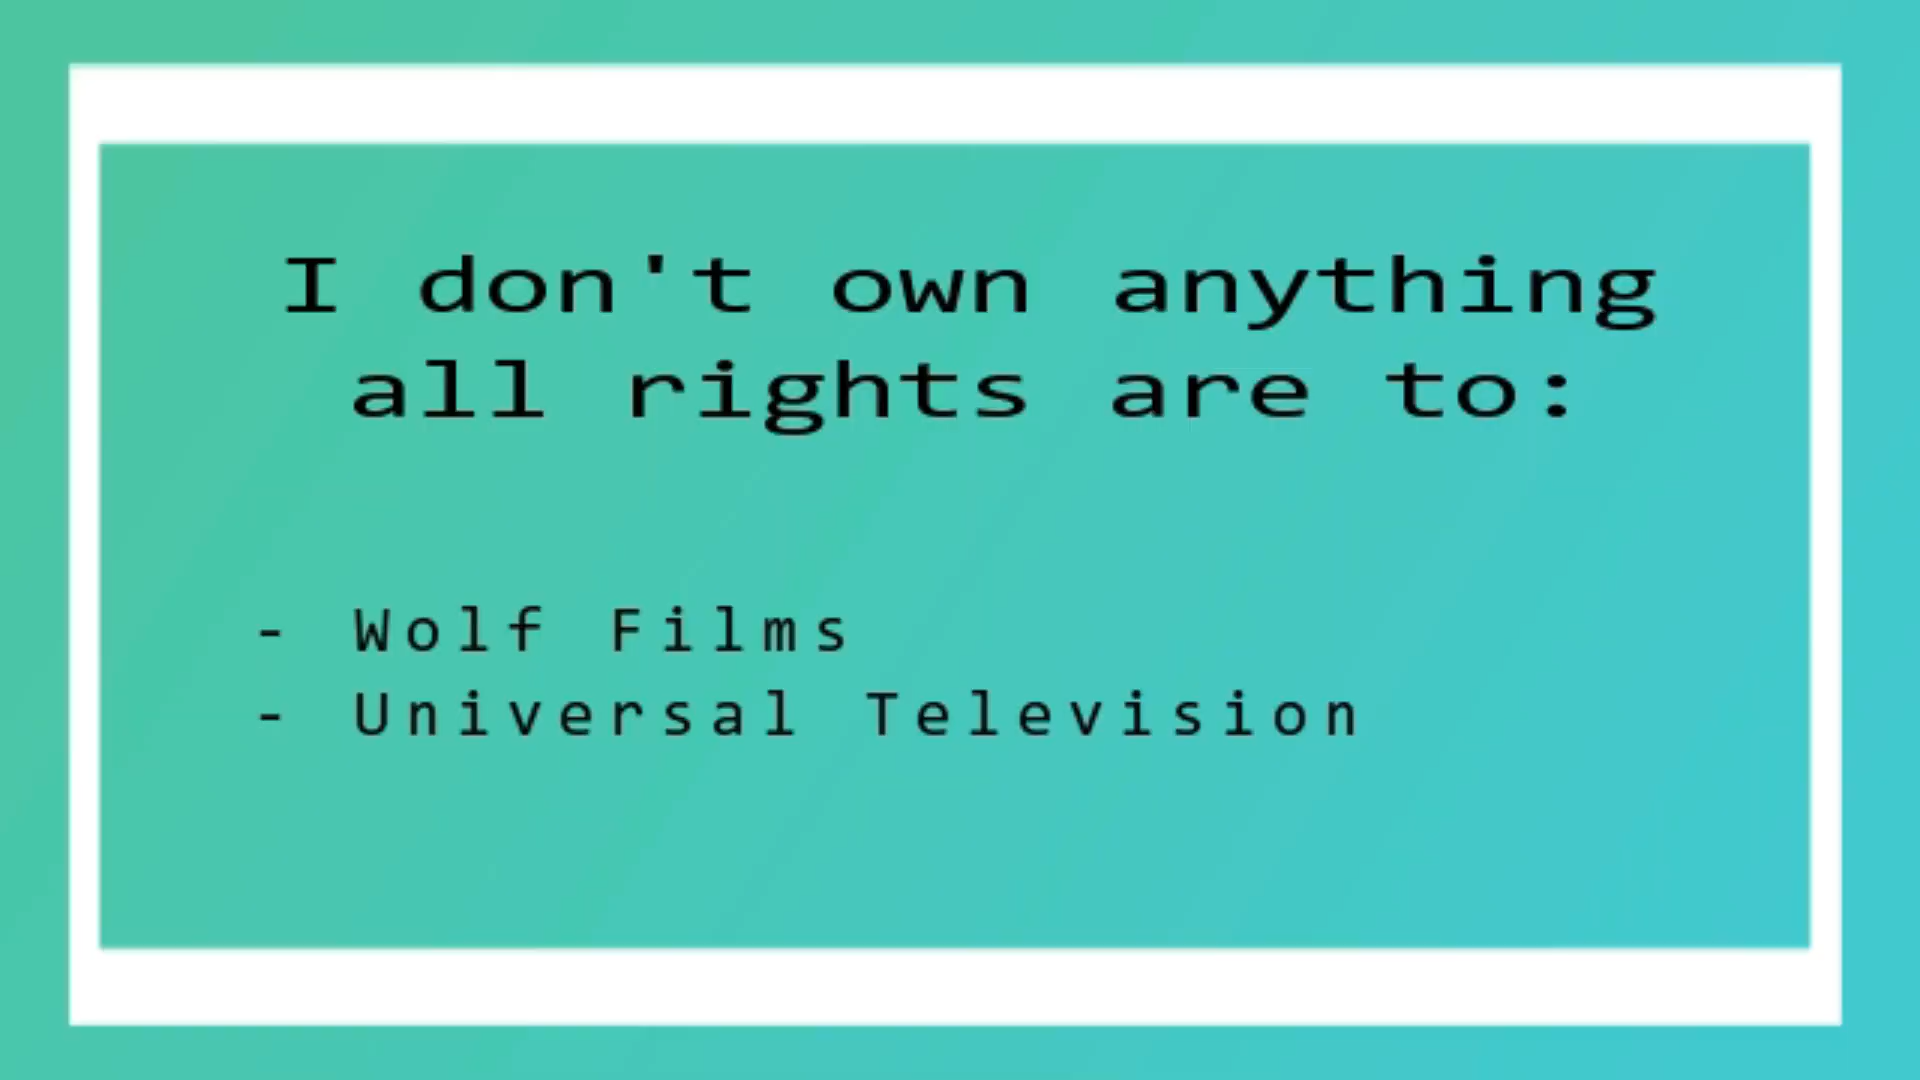 I don't own anything
all rights are to:
- Wolf Films
- Universal Television